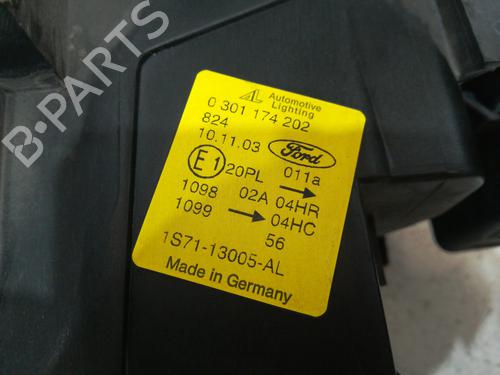 AL Automotive
Lighting
0 301 174 202
824
10.11.03 Ford
E1 20PL 011a →
1098 02A 04HR
1099 → 04HC
56
1S71-13005-AL
Made in Germany
B-PARTS